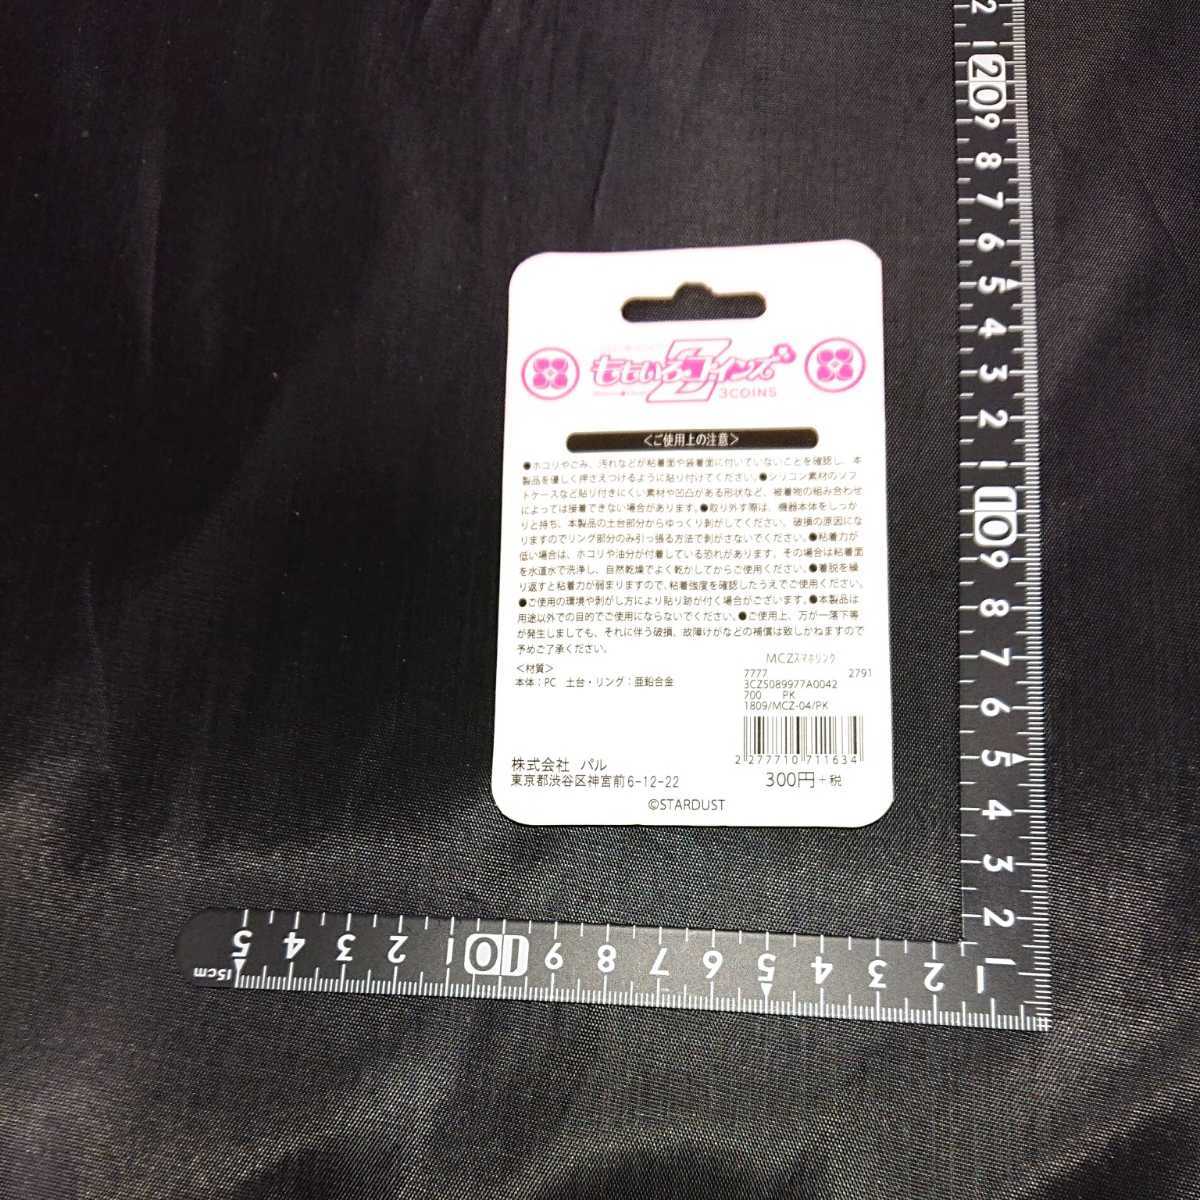 ももいろコインズ
Z
3COINS
＜ご使用上の注意＞
●ホコリやごみ、汚れなどが粘着面や装着面に付いていないことを確認し、本
製品を優しく押さえつけるように貼り付けてください。●シリコン素材のソフ
トケースなど貼り付きにくい素材や凹凸がある形状など、被着物の組み合わせ
によっては接着できない場合があります。●取り外す際は、機器本体をしっか
りと持ち、本製品の土台部分からゆっくり剥がしてください。破損の原因にな
りますのでリング部分のみ引っ張る方法で剥がさないでください。●粘着力が
低い場合は、ホコリや油分が付着している恐れがあります。その場合は粘着面
を水道水で洗浄し、自然乾燥でよく乾かしてからご使用ください。●着脱を繰
り返すと粘着力が弱まりますので、粘着強度を確認したうえでご使用ください。
●ご使用の環境や剥がし方により貼り跡が付く場合がございます。●本製品は
用途以外での目的でご使用にならないでください。●ご使用上、万が一落下等
が発生しましても、それに伴う破損、故障けがなどの補償は致しかねますので
予めご了承ください。
＜材質＞
本体：PC 土台・リング：亜鉛合金
MCZスマホリング
7777 2791
3CZS089977A0042
700 PK
1809/MCZ-04/PK
2 277710 711634
300円+税
株式会社 パル
東京都渋谷区神宮前6-12-22
©STARDUST
2 1 20 9 8 7 6 5 4 3 2 1 10 9 8 7 6 5 4 3 2 1
15cm
5 4 3 2 1 10 9 8 7 6 5 4 3 2 1